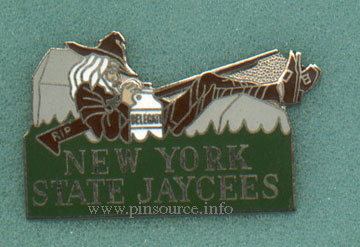 RIP
DELEGATE
NEW YORK
STATE JAYCEES
www.pinsource.info